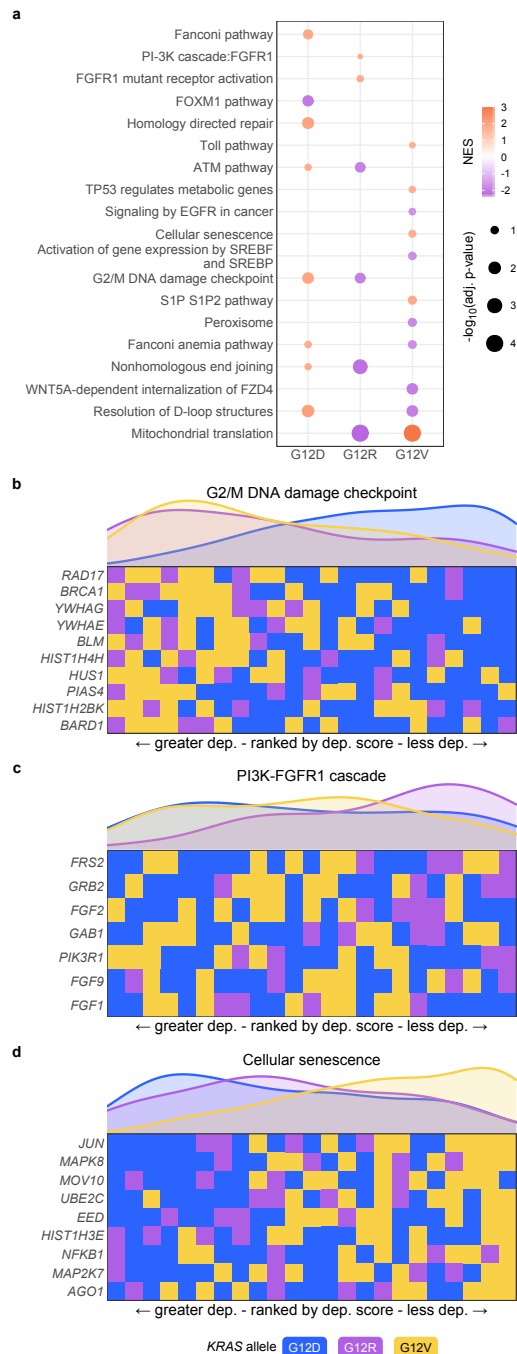 a
Fanconi pathway
PI-3K cascade:FGFR1
FGFR1 mutant receptor activation
FOXM1 pathway
Homology directed repair
Toll pathway
ATM pathway
TP53 regulates metabolic genes
Signaling by EGFR in cancer
Cellular senescence
Activation of gene expression by SREBF
and SREBP
G2/M DNA damage checkpoint
S1P S1P2 pathway
Peroxisome
Fanconi anemia pathway
Nonhomologous end joining
WNT5A-dependent internalization of FZD4
Resolution of D-loop structures
Mitochondrial translation
G12D G12R G12V
NES
3
2
1
0
-1
-2
-log10(adj. p-value)
1
2
3
4
b
G2/M DNA damage checkpoint
RAD17
BRCA1
YWHAG
YWHAE
BLM
HIST1H4H
HUS1
PIAS4
HIST1H2BK
BARD1
← greater dep. - ranked by dep. score - less dep. →
c
PI3K-FGFR1 cascade
FRS2
GRB2
FGF2
GAB1
PIK3R1
FGF9
FGF1
← greater dep. - ranked by dep. score - less dep. →
d
Cellular senescence
JUN
MAPK8
MOV10
UBE2C
EED
HIST1H3E
NFKB1
MAP2K7
AGO1
← greater dep. - ranked by dep. score - less dep. →
KRAS allele G12D G12R G12V